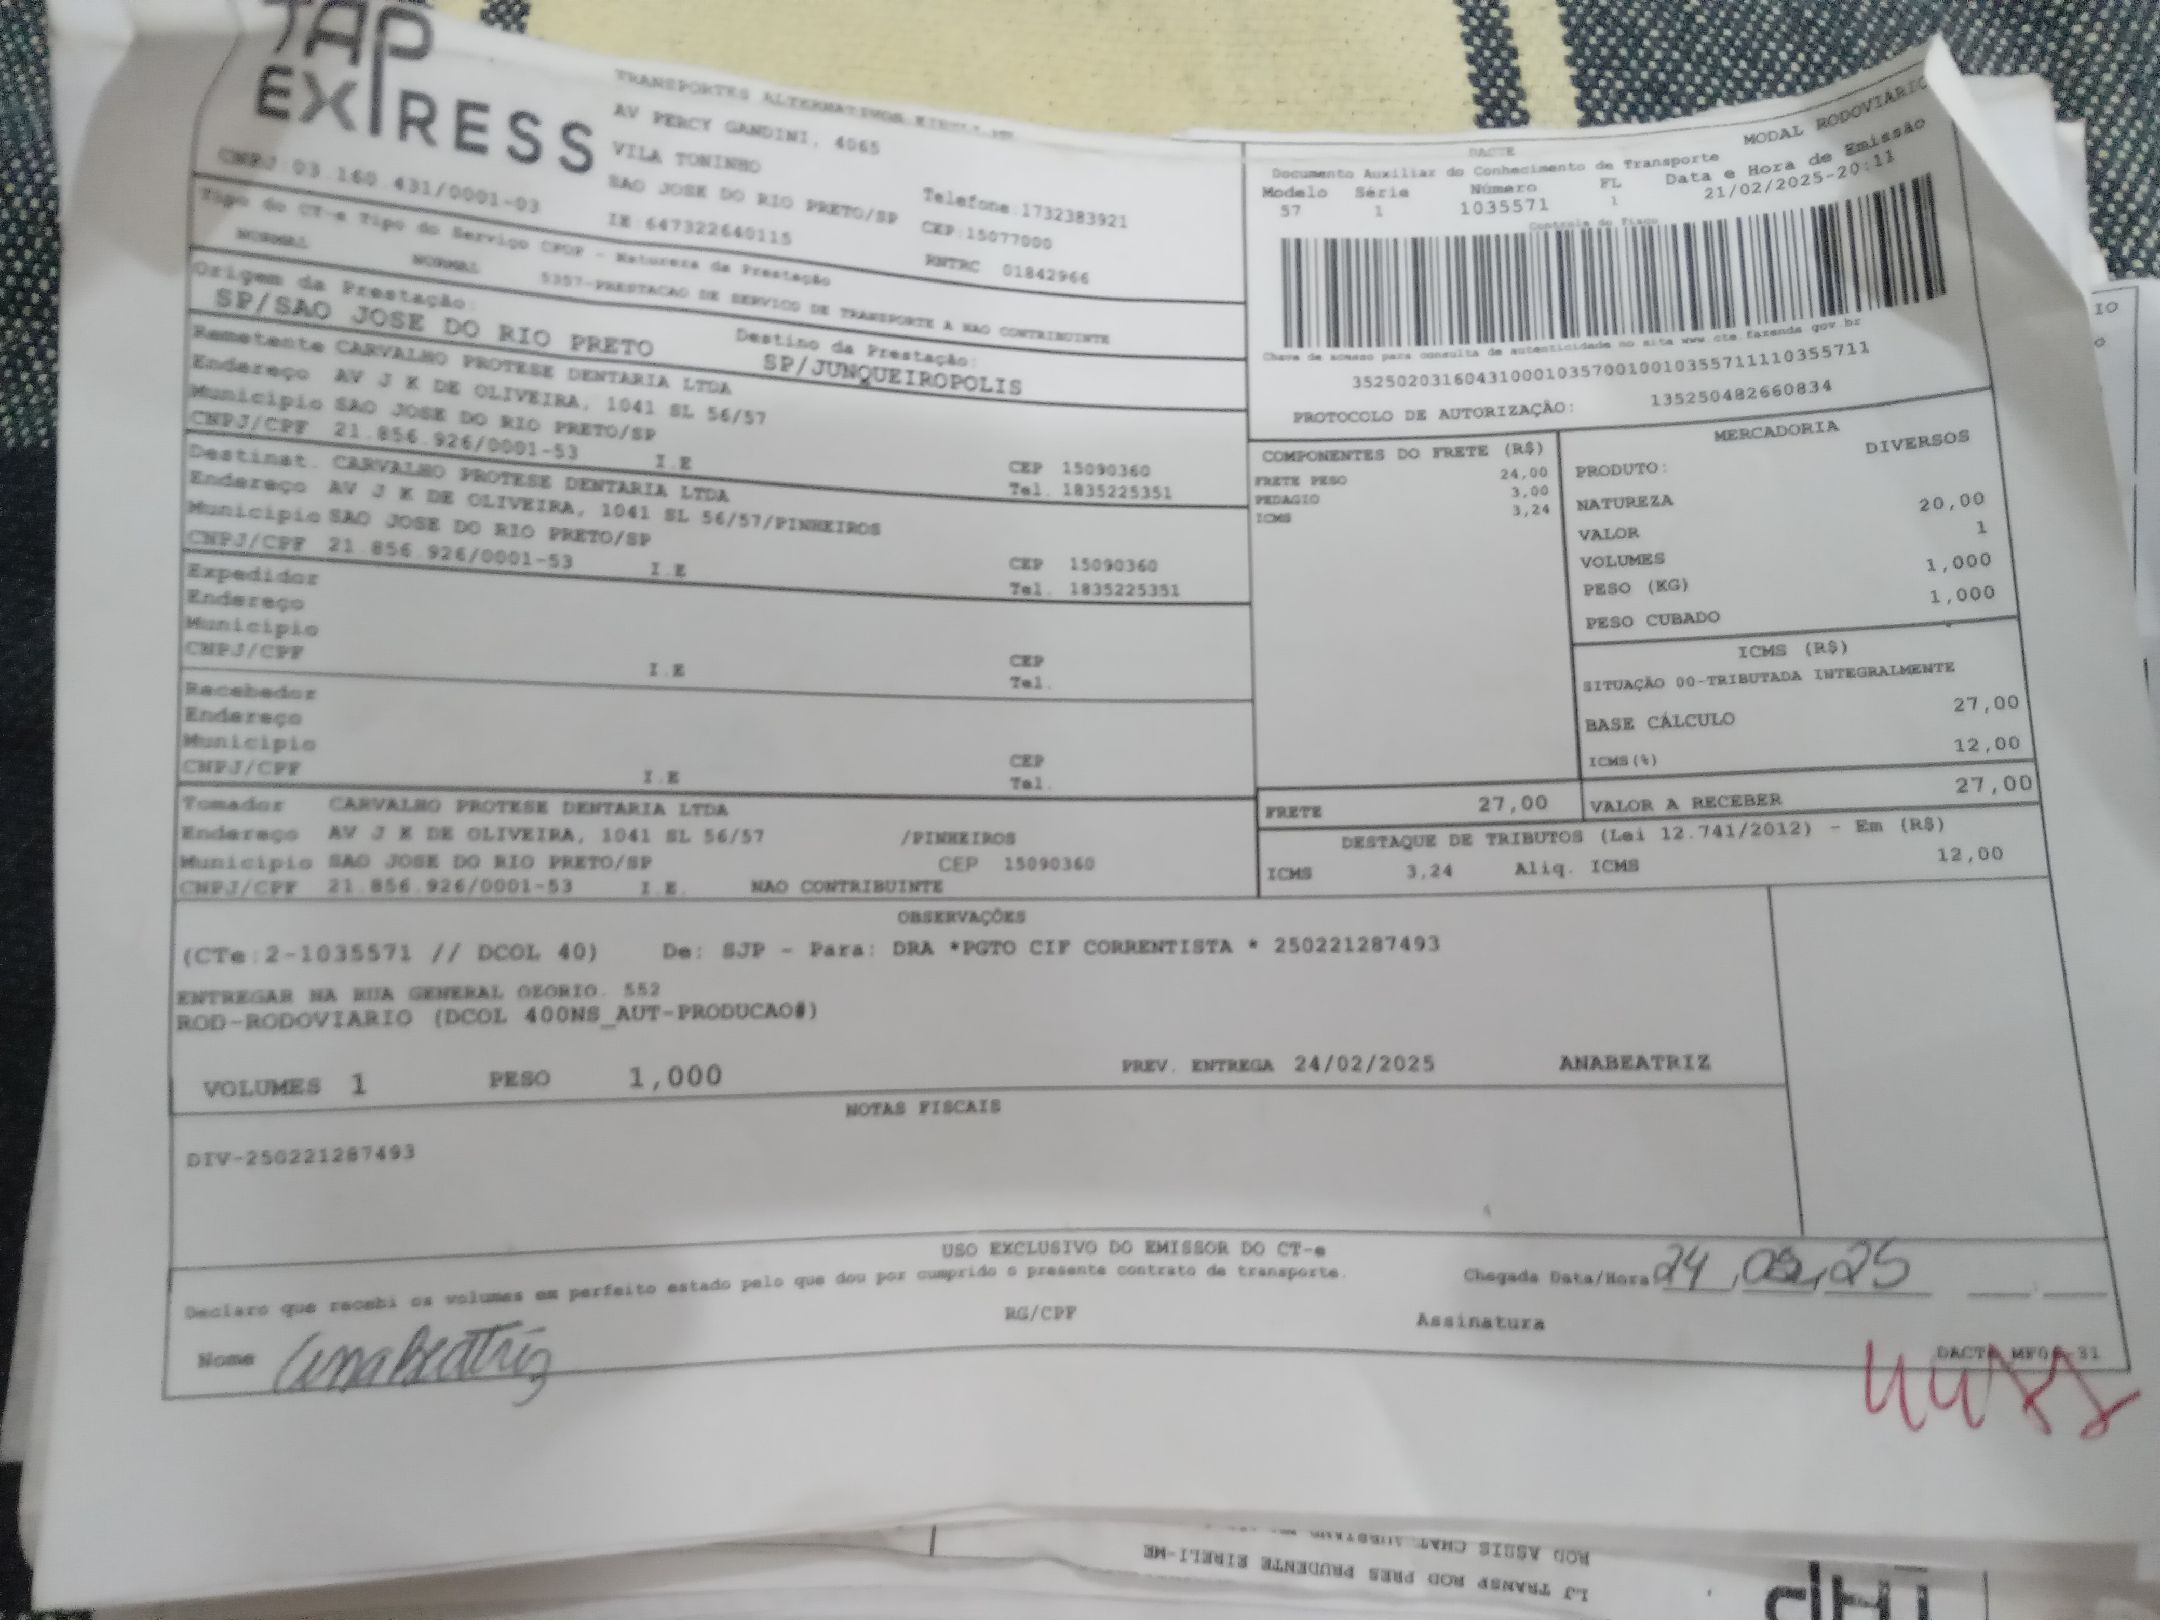 TAP
EXPRESS
TRANSPORTES ALTERNATIVOS EIRELI-ME
AV PERCY GANDINI, 4065
VILA TONINHO
SAO JOSE DO RIO PRETO/SP
Telefone:1732383921
CNPJ:03.160.431/0001-03
IE:647322640115
CEP:15077000
RNTRC 01842966
Tipo do CT-e Tipo do Serviço CFOP - Natureza da Prestação
NORMAL NORMAL 5357-PRESTACAO DE SERVICO DE TRANSPORTE A NAO CONTRIBUINTE
Origem da Prestação:
SP/SAO JOSE DO RIO PRETO
Destino da Prestação:
SP/JUNQUEIROPOLIS
DACTE
MODAL RODOVIÁRIO
Documento Auxiliar do Conhecimento de Transporte
Modelo Série Número FL Data e Hora de Emissão
57 1 1035571 1 21/02/2025-20:11
Controle do Fisco
Chave de acesso para consulta de autenticidade no site www.cte.fazenda.gov.br
35250203160431000103570010010355711110355711
PROTOCOLO DE AUTORIZAÇÃO: 135250482660834
Remetente CARVALHO PROTESE DENTARIA LTDA
Endereço AV J K DE OLIVEIRA, 1041 SL 56/57
Municipio SAO JOSE DO RIO PRETO/SP
CNPJ/CPF 21.856.926/0001-53 I.E
CEP 15090360
Tel. 1835225351
Destinat. CARVALHO PROTESE DENTARIA LTDA
Endereço AV J K DE OLIVEIRA, 1041 SL 56/57/PINHEIROS
Municipio SAO JOSE DO RIO PRETO/SP
CNPJ/CPF 21.856.926/0001-53 I.E
CEP 15090360
Tel. 1835225351
Expedidor
Endereço
Municipio
CNPJ/CPF I.E
CEP
Tel.
Recebedor
Endereço
Municipio
CNPJ/CPF I.E
CEP
Tel.
Tomador CARVALHO PROTESE DENTARIA LTDA
Endereço AV J K DE OLIVEIRA, 1041 SL 56/57 /PINHEIROS
Municipio SAO JOSE DO RIO PRETO/SP CEP 15090360
CNPJ/CPF 21.856.926/0001-53 I.E. NAO CONTRIBUINTE
COMPONENTES DO FRETE (R$)
FRETE PESO 24,00
PEDAGIO 3,00
ICMS 3,24
MERCADORIA
PRODUTO: DIVERSOS
NATUREZA
VALOR 20,00
VOLUMES 1
PESO (KG) 1,000
PESO CUBADO 1,000
ICMS (R$)
SITUAÇÃO 00-TRIBUTADA INTEGRALMENTE
BASE CÁLCULO 27,00
ICMS(%) 12,00
FRETE 27,00
VALOR A RECEBER 27,00
DESTAQUE DE TRIBUTOS (Lei 12.741/2012) - Em (R$)
ICMS 3,24 Aliq. ICMS 12,00
OBSERVAÇÕES
(CTe:2-1035571 // DCOL 40) De: SJP - Para: DRA *PGTO CIF CORRENTISTA * 250221287493
ENTREGAR NA RUA GENERAL OZORIO. 552
ROD-RODOVIARIO (DCOL 400NS_AUT-PRODUCAO#)
VOLUMES 1 PESO 1,000 PREV. ENTREGA 24/02/2025 ANABEATRIZ
NOTAS FISCAIS
DIV-250221287493
USO EXCLUSIVO DO EMISSOR DO CT-e
Declaro que recebi os volumes em perfeito estado pelo que dou por cumprido o presente contrato de transporte.
Chegada Data/Hora 24,02,25
Nome AnaBeatriz RG/CPF Assinatura
LJ TRANSP ROD PRES PRUDENTE EIRELI-ME